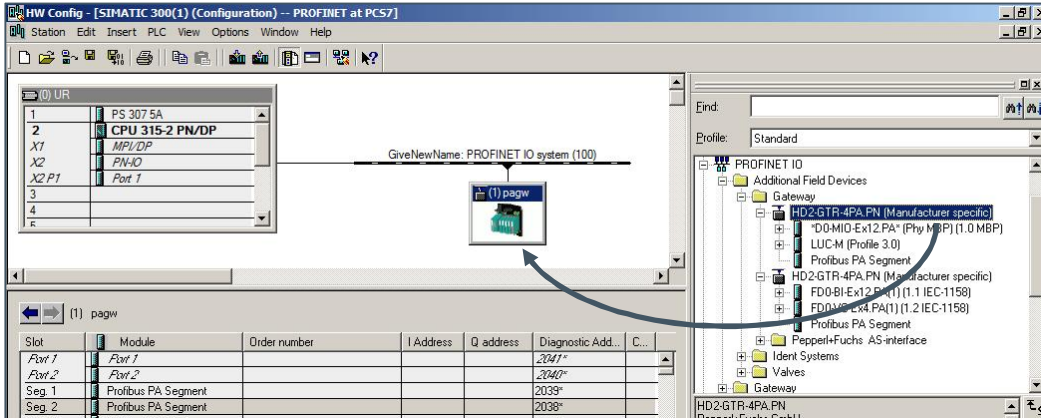 HW Config - [SIMATIC 300(1) (Configuration) -- PROFINET at PCS7]
Station Edit Insert PLC View Options Window Help
(0) UR
1 PS 307 5A
2 CPU 315-2 PN/DP
X1 MPI/DP
X2 PN-IO
X2 P1 Port 1
3
4
5
GiveNewName: PROFINET IO system (100)
(1) pagw
Find:
Profile: Standard
PROFINET IO
Additional Field Devices
Gateway
HD2-GTR-4PA.PN (Manufacturer specific)
*D0-MIO-Ex12.PA* (Phy MBP) (1.0 MBP)
LUC-M (Profile 3.0)
Profibus PA Segment
HD2-GTR-4PA.PN (Manufacturer specific)
FD0-BI-Ex12.PA(1) (1.1 IEC-1158)
FD0-VC-Ex4.PA(1) (1.2 IEC-1158)
Profibus PA Segment
Pepperl+Fuchs AS-interface
Ident Systems
Valves
Gateway
HD2-GTR-4PA.PN
(1) pagw
Slot Module Order number I Address Q address Diagnostic Add... C...
Port 1 Port 1 2041*
Port 2 Port 2 2040*
Seg. 1 Profibus PA Segment 2039*
Seg. 2 Profibus PA Segment 2038*